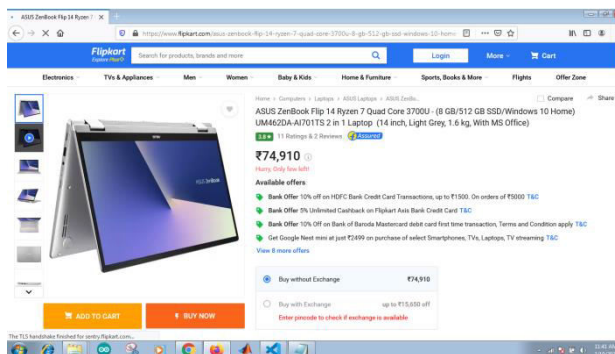 ASUS ZenBook Flip 14 Ryzen 7
https://www.flipkart.com/asus-zenbook-flip-14-ryzen-7-quad-core-3700u-8-gb-512-gb-ssd-windows-10-home
Flipkart
Explore Plus
Search for products, brands and more
Login
More
Cart
Electronics
TVs & Appliances
Men
Women
Baby & Kids
Home & Furniture
Sports, Books & More
Flights
Offer Zone
Home > Computers > Laptops > ASUS Laptops > ASUS ZenBo...
Compare
Share
ASUS ZenBook Flip 14 Ryzen 7 Quad Core 3700U - (8 GB/512 GB SSD/Windows 10 Home)
UM462DA-AI701TS 2 in 1 Laptop (14 inch, Light Grey, 1.6 kg, With MS Office)
3.8 ★ 11 Ratings & 2 Reviews Assured
₹74,910
Hurry, Only few left!
Available offers
Bank Offer 10% off on HDFC Bank Credit Card Transactions, up to ₹1500. On orders of ₹5000 T&C
Bank Offer 5% Unlimited Cashback on Flipkart Axis Bank Credit Card T&C
Bank Offer 10% Off on Bank of Baroda Mastercard debit card first time transaction, Terms and Condition apply T&C
Get Google Nest mini at just ₹2499 on purchase of select Smartphones, TVs, Laptops, TV streaming T&C
View 8 more offers
Buy without Exchange
₹74,910
Buy with Exchange
up to ₹15,650 off
Enter pincode to check if exchange is available
ADD TO CART
BUY NOW
The TLS handshake finished for sentry.flipkart.com...